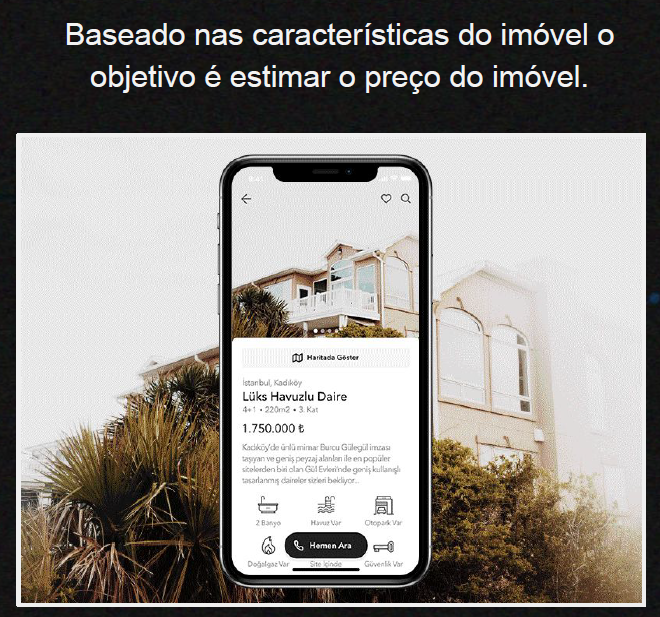 Baseado nas características do imóvel o
objetivo é estimar o preço do imóvel.
9:41
Haritada Göster
İstanbul, Kadıköy
Lüks Havuzlu Daire
4+1 • 220m2 • 3. Kat
1.750.000 ₺
Kadıköy'de ünlü mimar Burcu Gülegül imzası
taşıyan ve geniş peyzaj alanları ile en popüler
sitelerden biri olan Gül Evleri'nde geniş kullanışlı
tasarlanmış daireler sizleri bekliyor...
2 Banyo Havuz Var Otopark Var
Hemen Ara
Doğalgaz Var Site İçinde Güvenlik Var